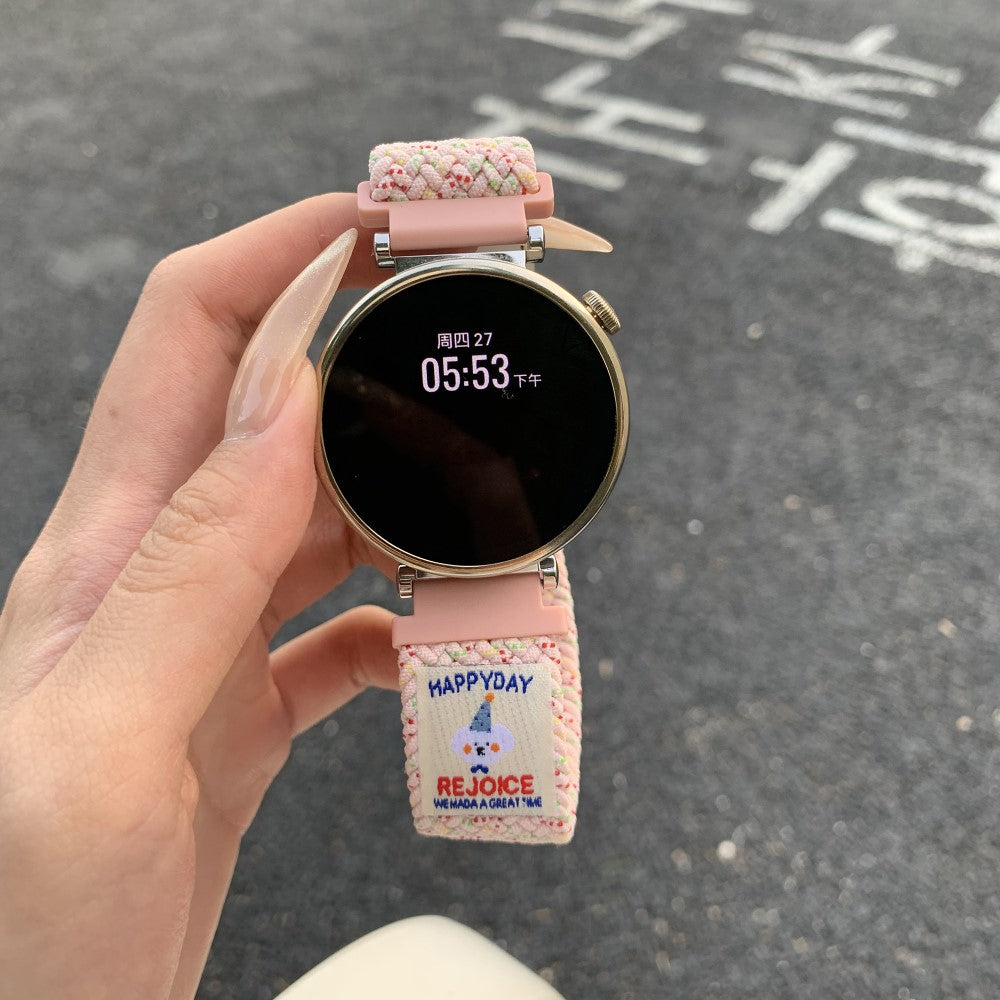 周四 27
05:53 下午
HAPPYDAY
REJOICE
WE MADA A GREAT TIME